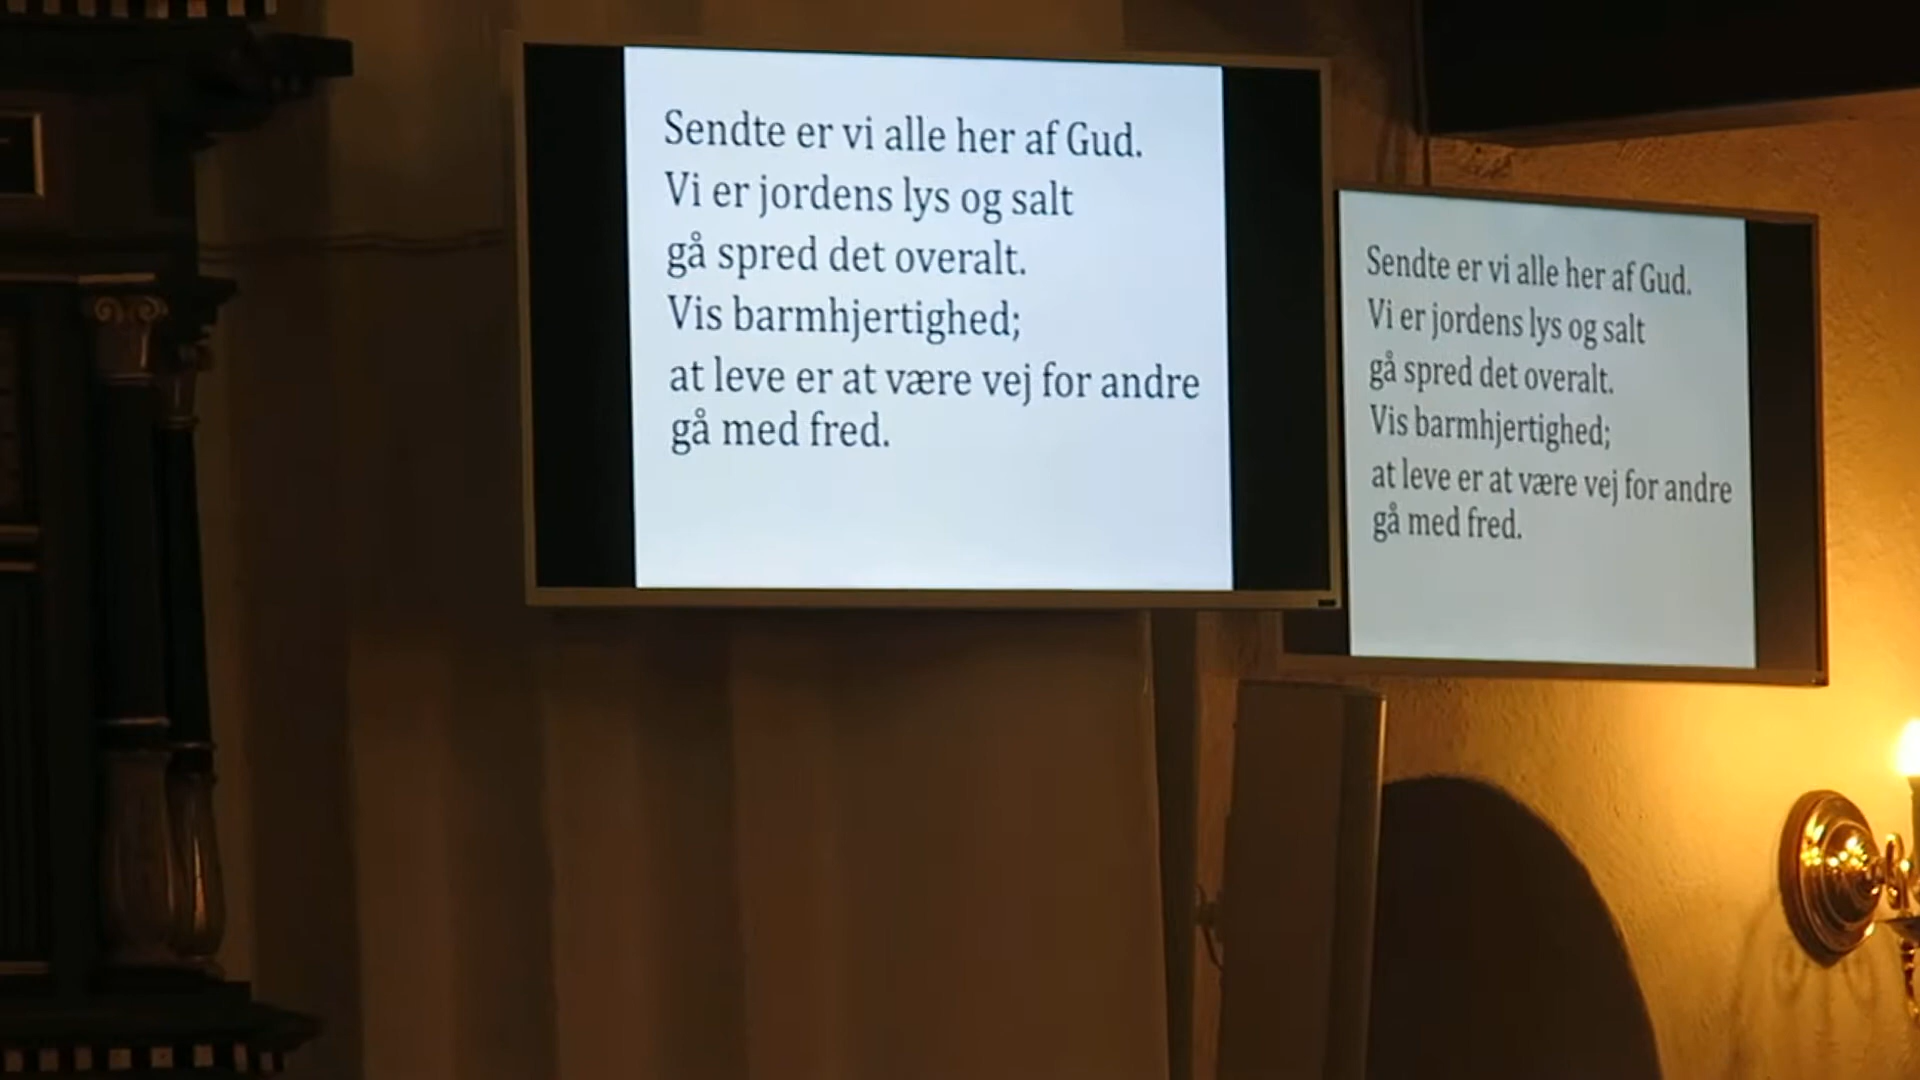 Sendte er vi alle her af Gud.
Vi er jordens lys og salt
gå spred det overalt.
Vis barmhjertighed;
at leve er at være vej for andre
gå med fred.
Sendte er vi alle her af Gud.
Vi er jordens lys og salt
gå spred det overalt.
Vis barmhjertighed;
at leve er at være vej for andre
gå med fred.